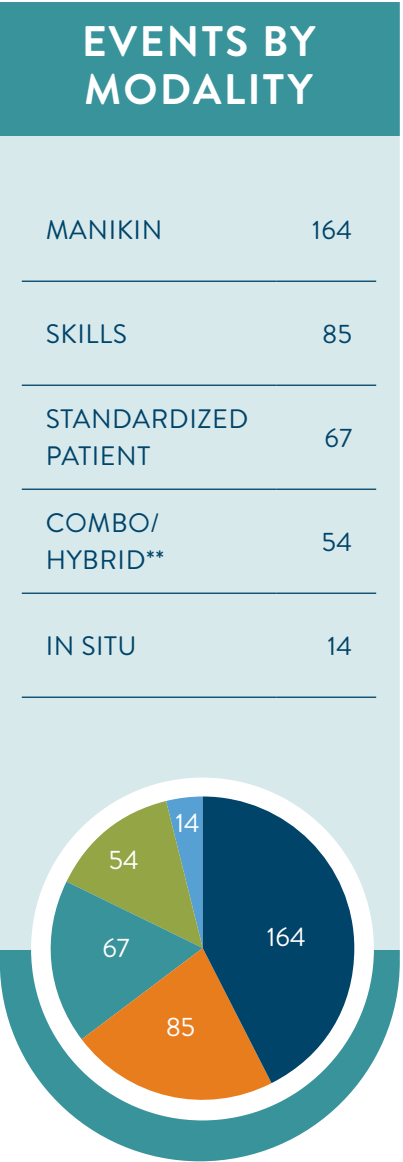 EVENTS BY
MODALITY
MANIKIN 164
SKILLS 85
STANDARDIZED
PATIENT 67
COMBO/
HYBRID** 54
IN SITU 14
14
54
164
67
85